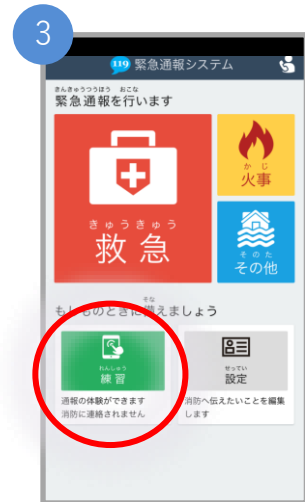 3
119 緊急通報システム
きんきゅうつうほう おこな
緊急通報を行います
きゅうきゅう
救急
かじ
火事
そのた
その他
そな
もしものときに備えましょう
れんしゅう
練習
通報の体験ができます
消防に連絡されません
せってい
設定
消防へ伝えたいことを編集
します